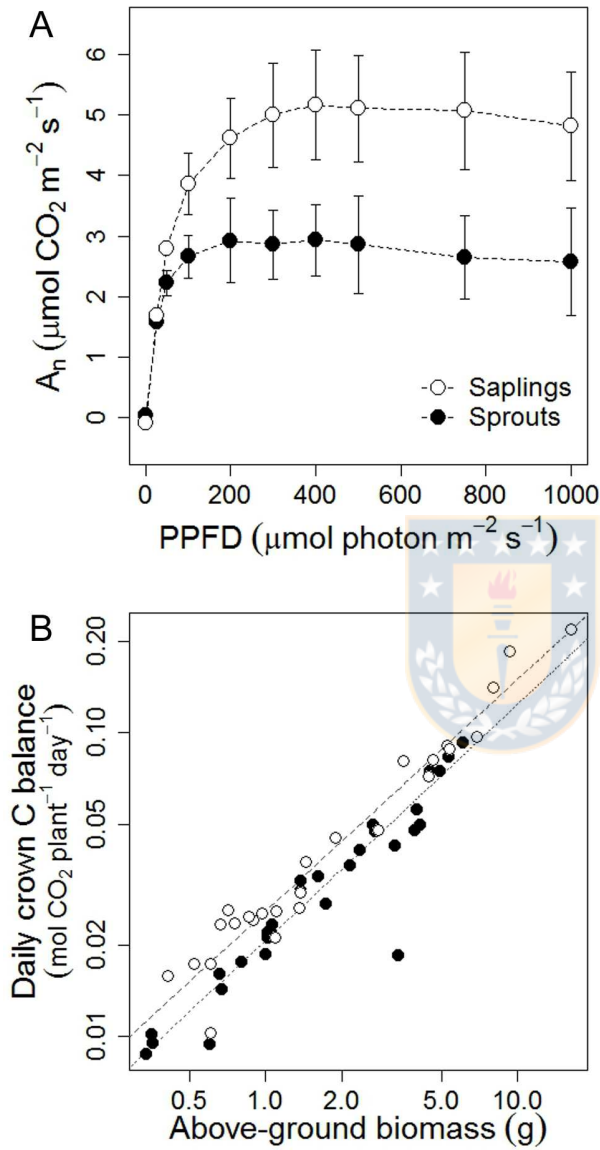 A
6
5
4
3
2
1
0
Aₙ (μmol CO₂ m⁻² s⁻¹)
Saplings
Sprouts
0 200 400 600 800 1000
PPFD (μmol photon m⁻² s⁻¹)
B
0.20
0.10
0.05
0.02
0.01
Daily crown C balance
(mol CO₂ plant⁻¹ day⁻¹)
0.5 1.0 2.0 5.0 10.0
Above-ground biomass (g)